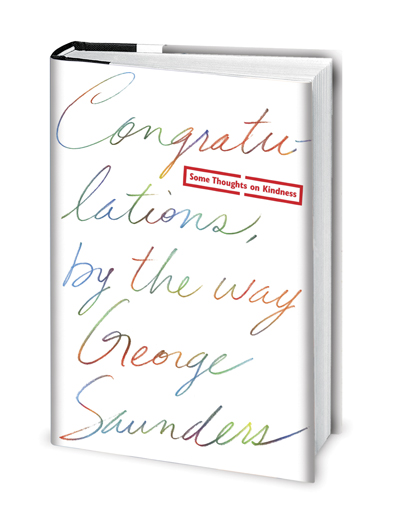 Congratu-
Some Thoughts on Kindness
lations,
by the way
George
Saunders